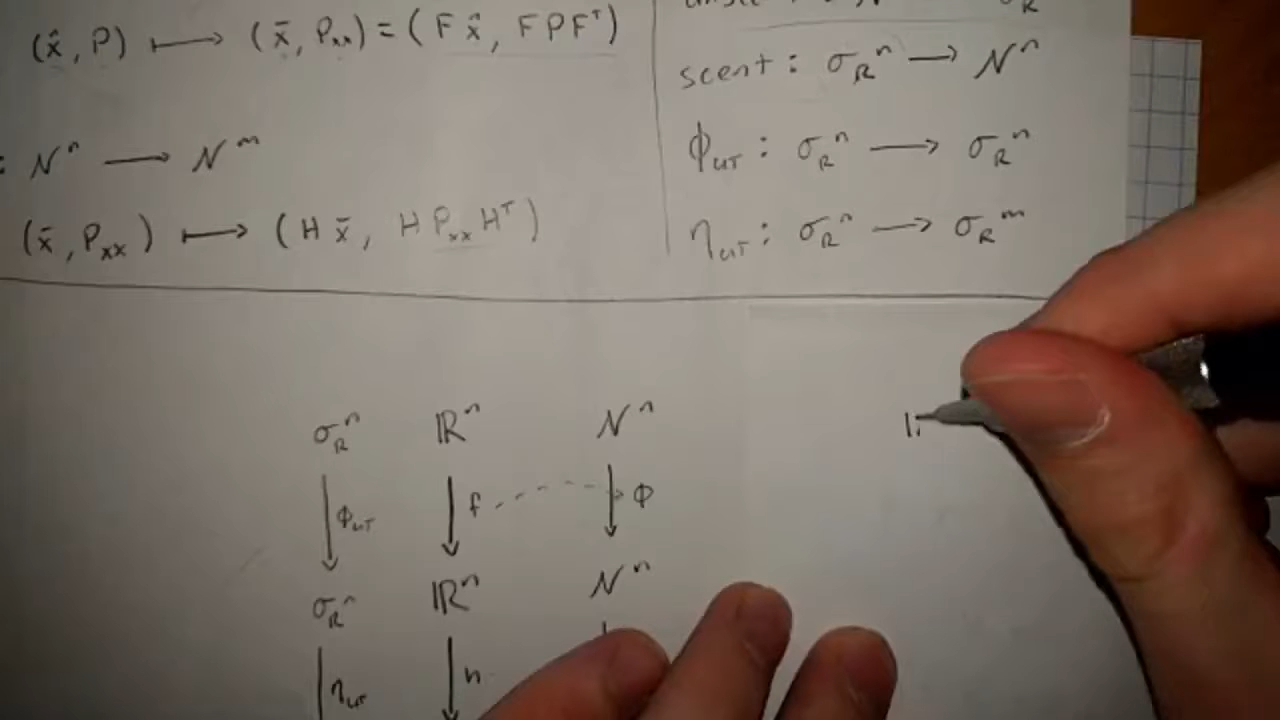 (x̂, P) ⟼ (x̄, Pₓₓ) = (F x̂, F P Fᵀ)
: Nⁿ ⟶ Nᵐ
(x̄, Pₓₓ) ⟼ (H x̄, H Pₓₓ Hᵀ)
scent : σ_Rⁿ ⟶ Nⁿ
ϕ_UT : σ_Rⁿ ⟶ σ_Rⁿ
η_UT : σ_Rⁿ ⟶ σ_Rᵐ
σ_Rⁿ ℝⁿ Nⁿ
ϕ_UT f ϕ
σ_Rⁿ ℝⁿ Nⁿ
η_UT h